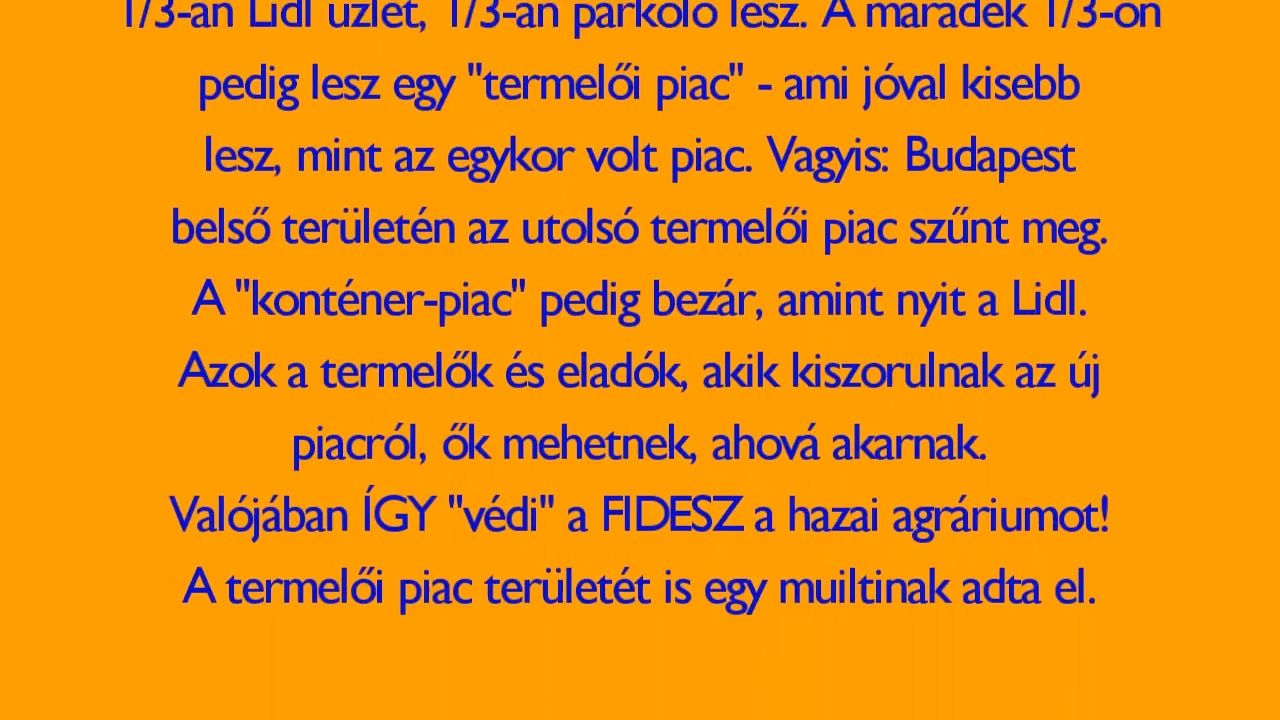 1/3-án Lidl üzlet, 1/3-án parkoló lesz. A maradék 1/3-on
pedig lesz egy "termelői piac" - ami jóval kisebb
lesz, mint az egykor volt piac. Vagyis: Budapest
belső területén az utolsó termelői piac szűnt meg.
A "konténer-piac" pedig bezár, amint nyit a Lidl.
Azok a termelők és eladók, akik kiszorulnak az új
piacról, ők mehetnek, ahová akarnak.
Valójában ÍGY "védi" a FIDESZ a hazai agráriumot!
A termelői piac területét is egy muiltinak adta el.